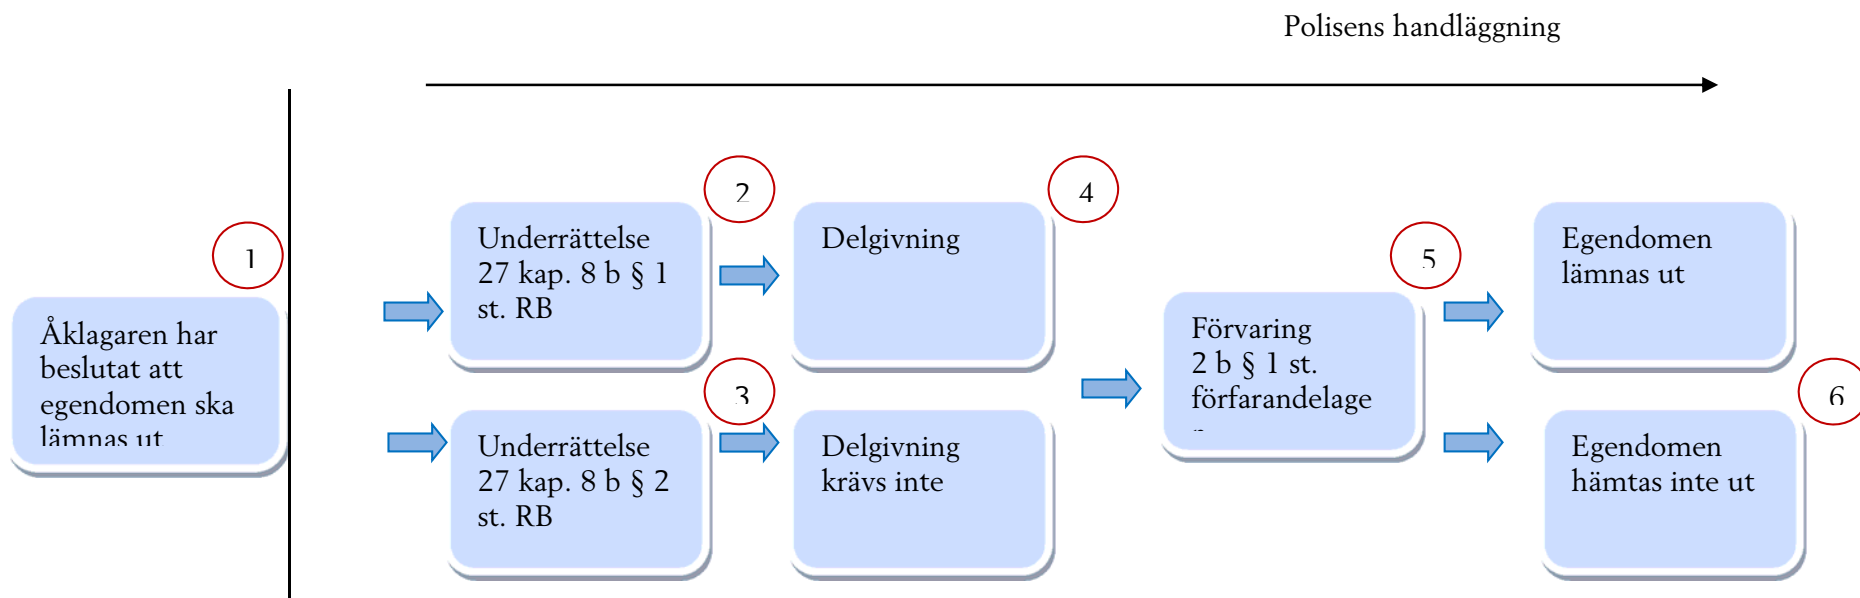 Polisens handläggning
1
Åklagaren har
beslutat att
egendomen ska
lämnas ut
2
Underrättelse
27 kap. 8 b § 1
st. RB
3
Underrättelse
27 kap. 8 b § 2
st. RB
4
Delgivning
Delgivning
krävs inte
5
Förvaring
2 b § 1 st.
förfarandelage
Egendomen
lämnas ut
6
Egendomen
hämtas inte ut